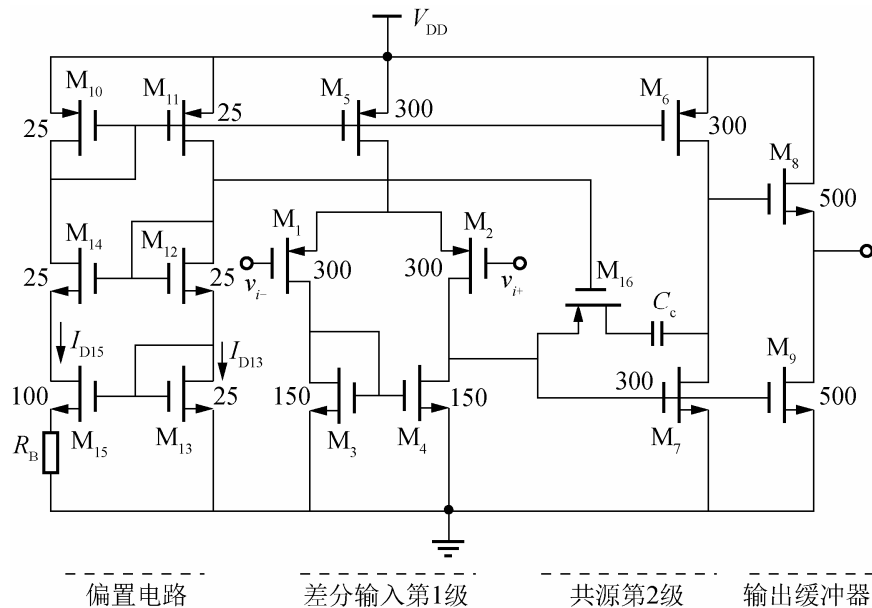 V_DD
M_10
M_11
M_5
M_6
25
25
300
300
M_8
500
M_14
M_12
M_1
M_2
25
25
300
300
v_i−
v_i+
M_16
C_c
I_D15
I_D13
M_9
100
25
150
150
300
500
R_B
M_15
M_13
M_3
M_4
M_7
偏置电路
差分输入第1级
共源第2级
输出缓冲器